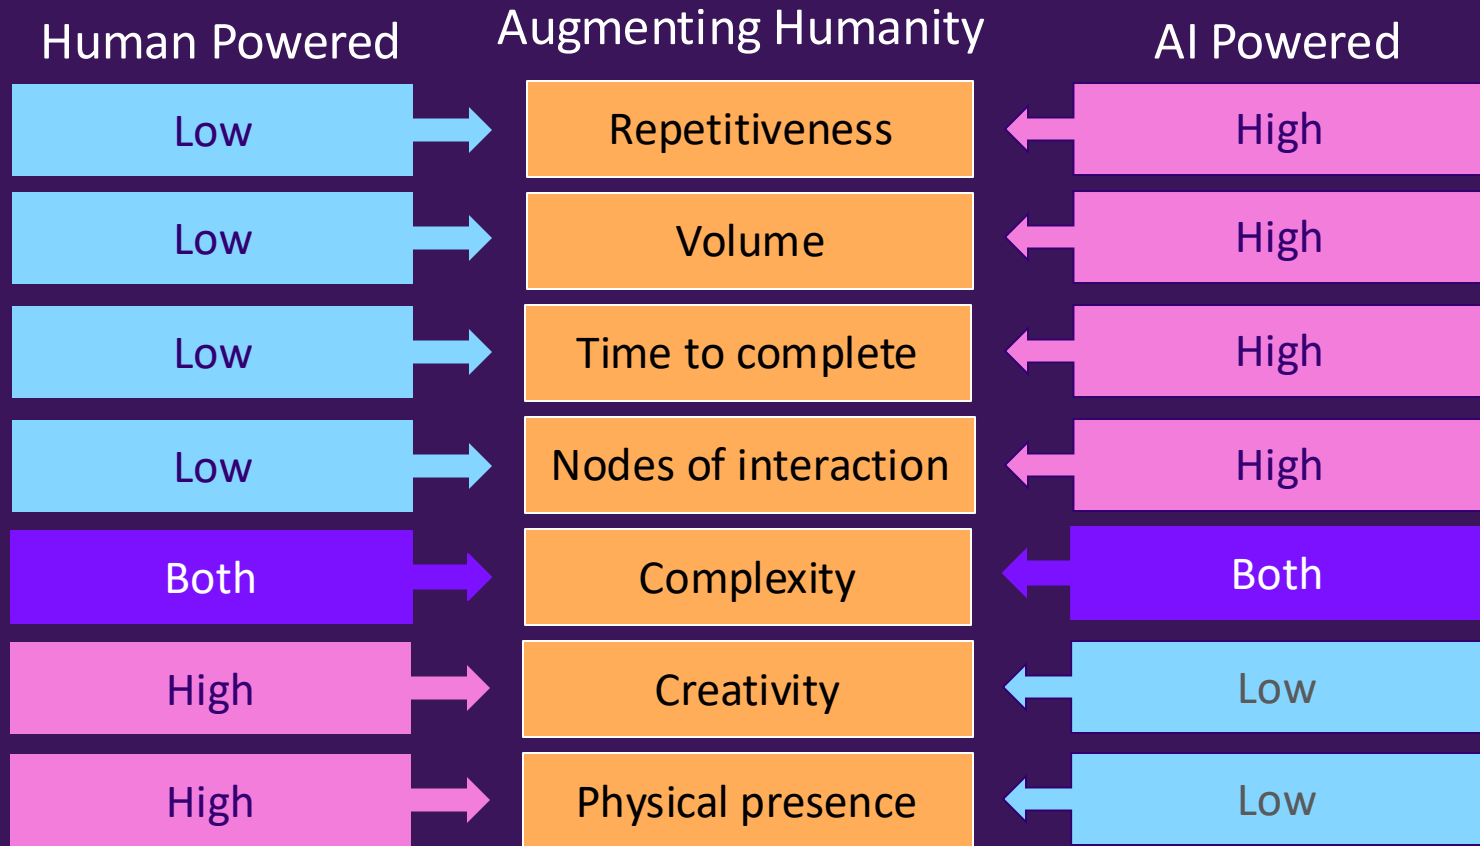 Human Powered
Augmenting Humanity
AI Powered
Low
Repetitiveness
High
Low
Volume
High
Low
Time to complete
High
Low
Nodes of interaction
High
Both
Complexity
Both
High
Creativity
Low
High
Physical presence
Low